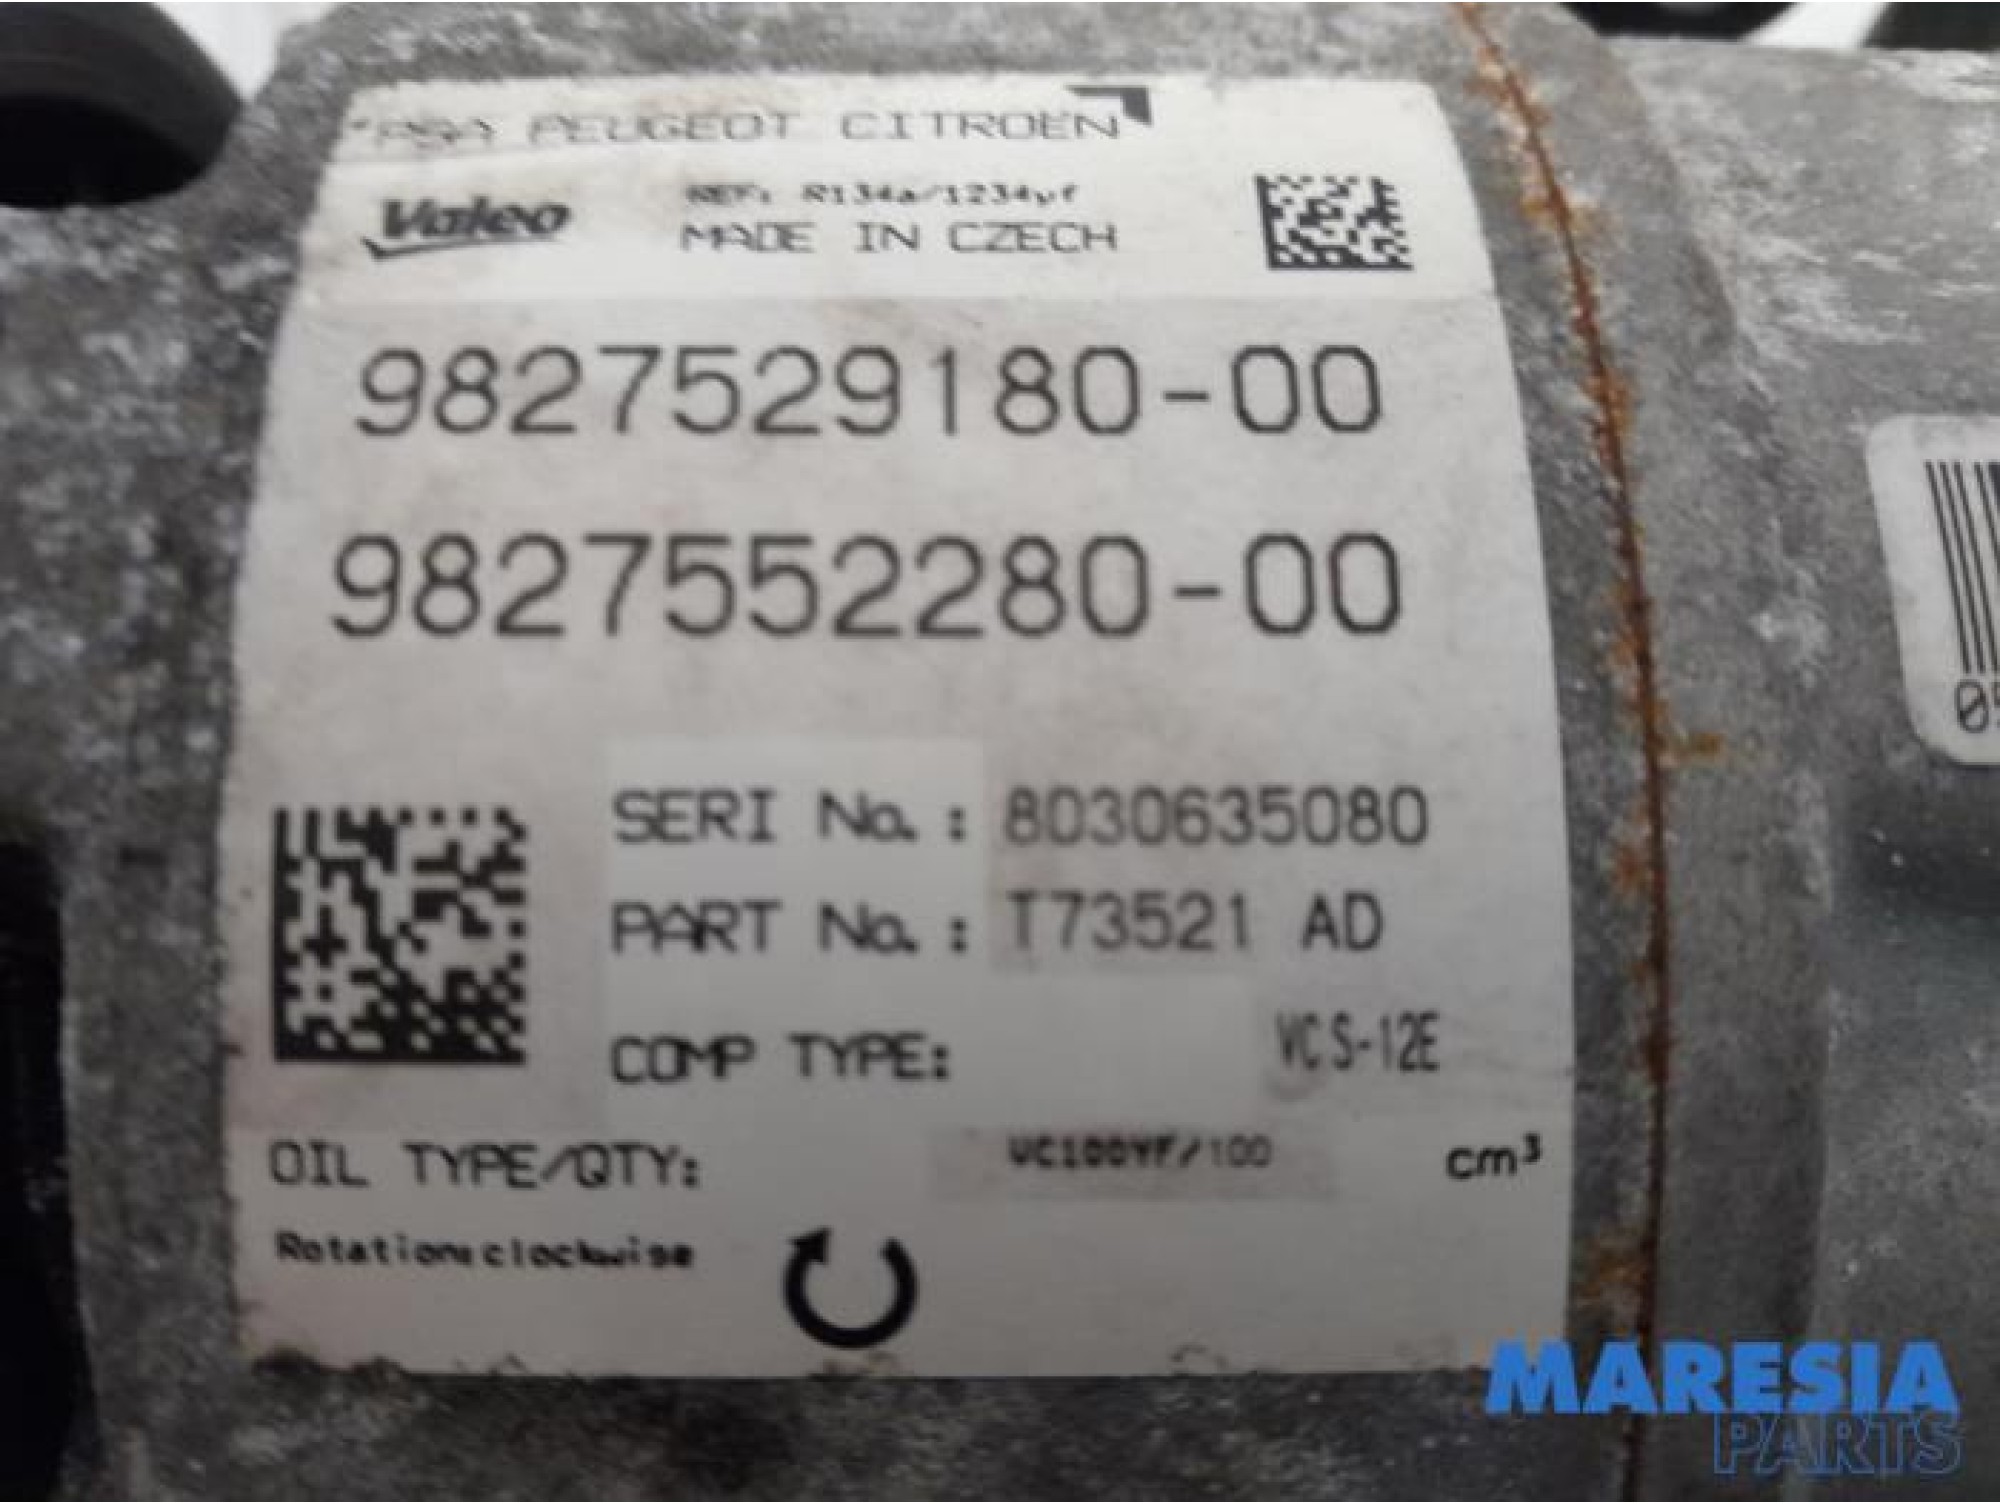 PSA PEUGEOT CITROËN
Valeo
REF: R134a/1234yf
MADE IN CZECH
9827529180-00
9827552280-00
SERI No. : 8030635080
PART No. : T73521 AD
COMP TYPE: VCS-12E
OIL TYPE/QTY: VC100YF/100 cm³
Rotation:clockwise
MARESIA
PARTS